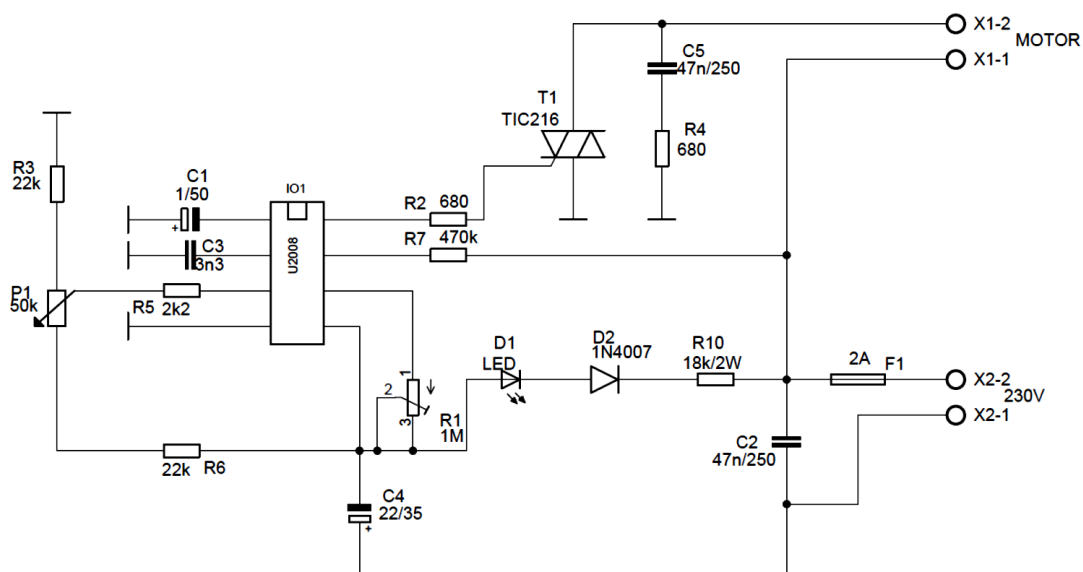 X1-2
MOTOR
X1-1
C5
47n/250
T1
TIC216
R4
680
R3
22k
C1
1/50
+
IO1
U2008
R2
680
R7
470k
C3
3n3
P1
50k
R5
2k2
D1
LED
D2
1N4007
R10
18k/2W
2A
F1
X2-2
230V
X2-1
1
2
3
R1
1M
22k
R6
C2
47n/250
C4
22/35
+